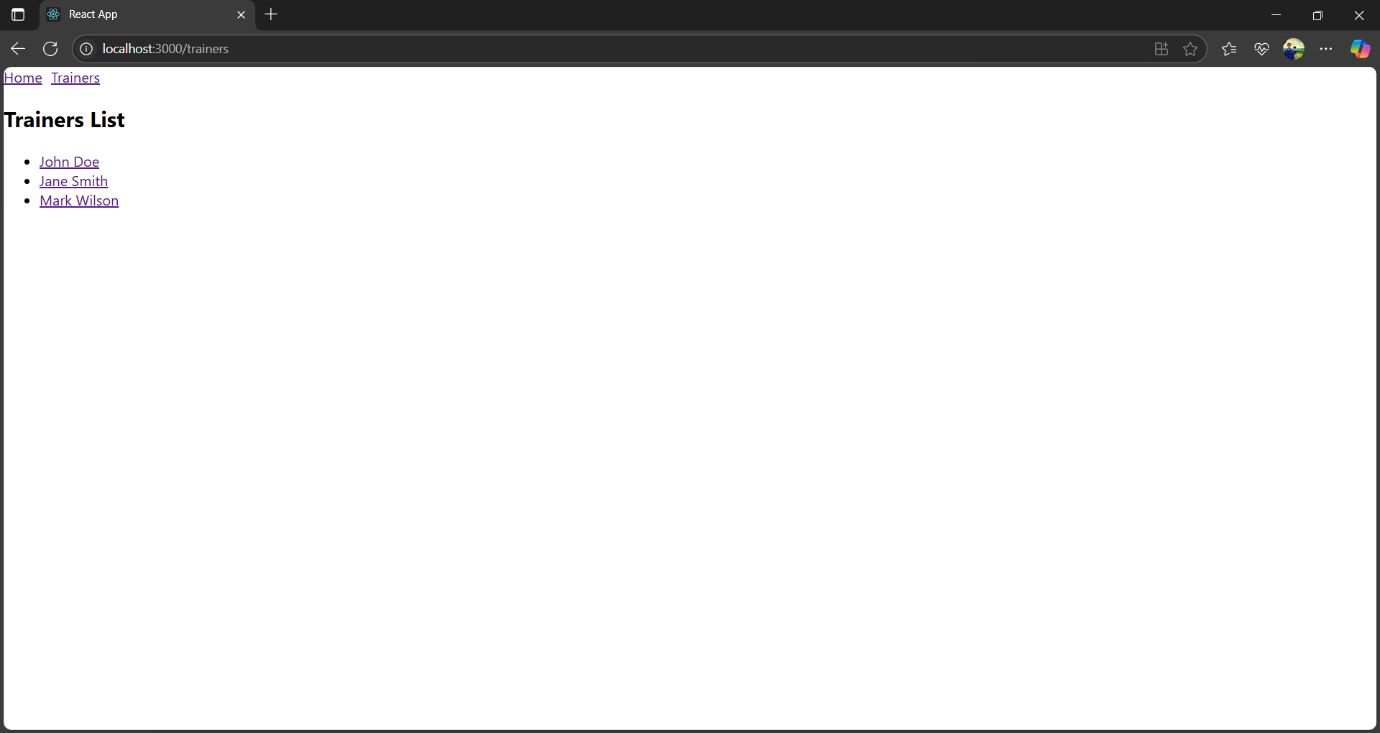 React App
localhost:3000/trainers
Home Trainers
Trainers List
John Doe
Jane Smith
Mark Wilson